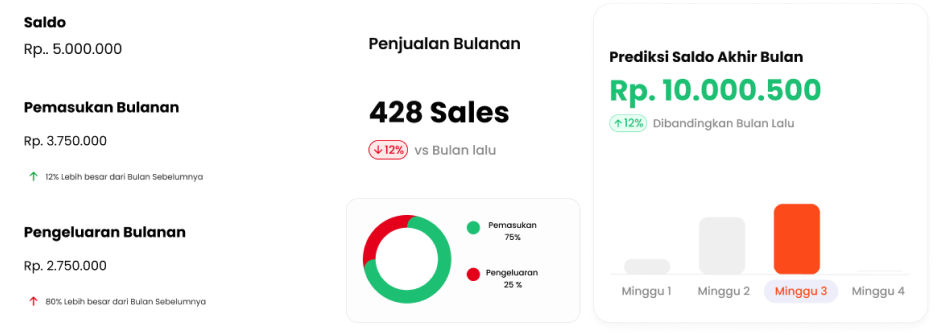 Saldo
Rp.. 5.000.000
Pemasukan Bulanan
Rp. 3.750.000
↑ 12% Lebih besar dari Bulan Sebelumnya
Pengeluaran Bulanan
Rp. 2.750.000
↑ 80% Lebih besar dari Bulan Sebelumnya
Penjualan Bulanan
428 Sales
↓12% vs Bulan lalu
Pemasukan
75%
Pengeluaran
25 %
Prediksi Saldo Akhir Bulan
Rp. 10.000.500
↑12% Dibandingkan Bulan Lalu
Minggu 1 Minggu 2 Minggu 3 Minggu 4